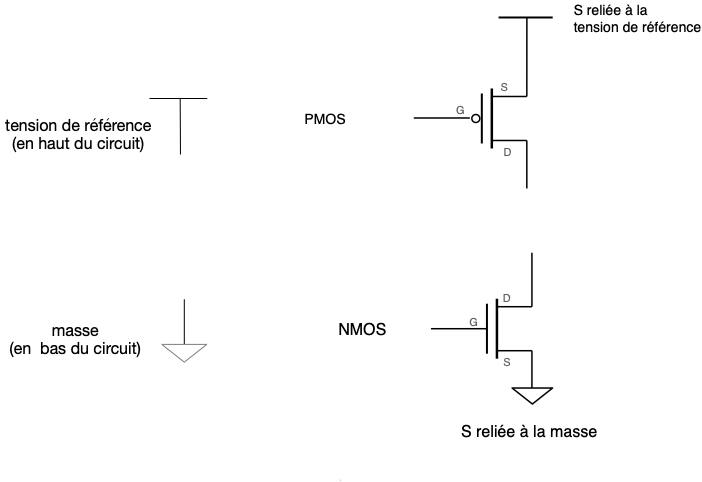 S reliée à la
tension de référence
S
G
PMOS
tension de référence
(en haut du circuit)
D
D
G
NMOS
masse
(en bas du circuit)
S
S reliée à la masse